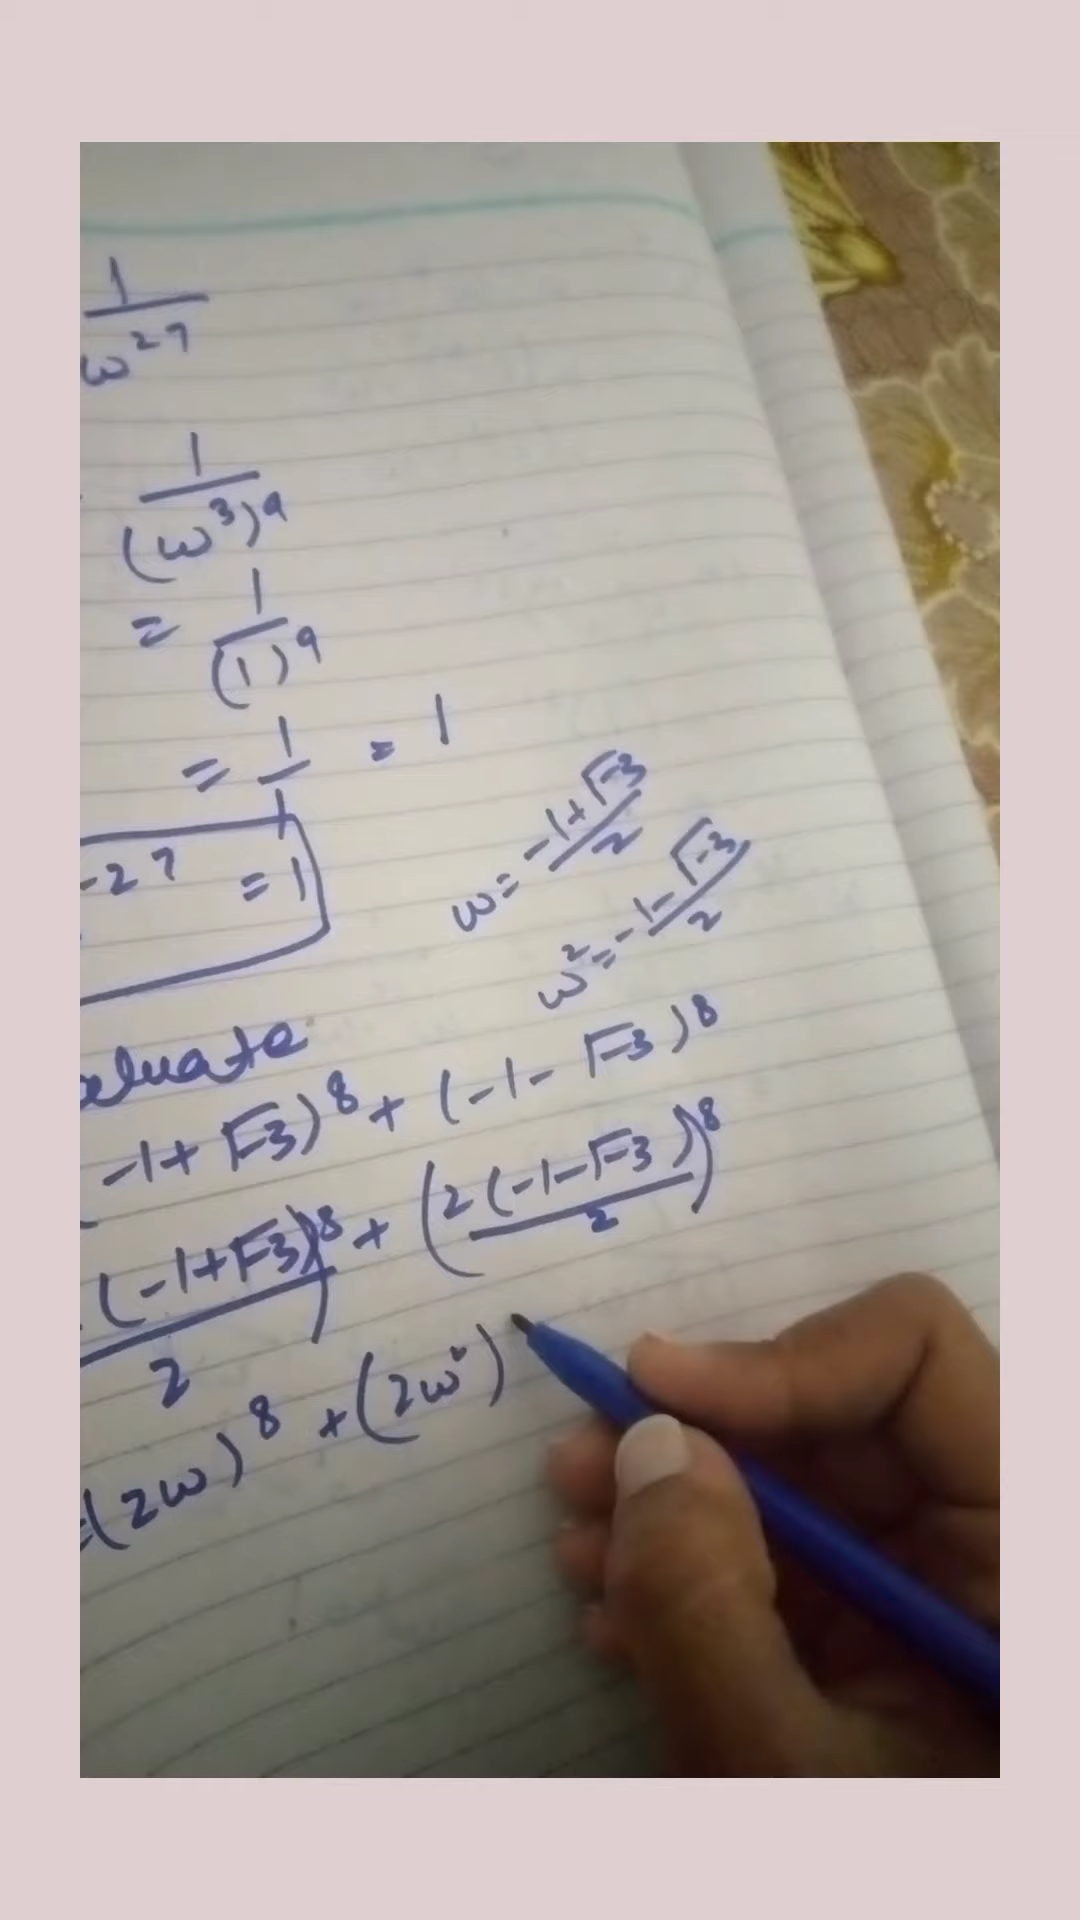 1/ω²⁷
1/(ω³)⁹
= 1/(1)⁹
= 1/1 = 1
-27 = 1
ω = -1+√-3/2
ω² = -1-√-3/2
aluate
-1+√-3)⁸ + (-1-√-3)⁸
(-1+√-3)/2)⁸ + (2(-1-√-3)/2)⁸
=(2ω)⁸ + (2ω²)